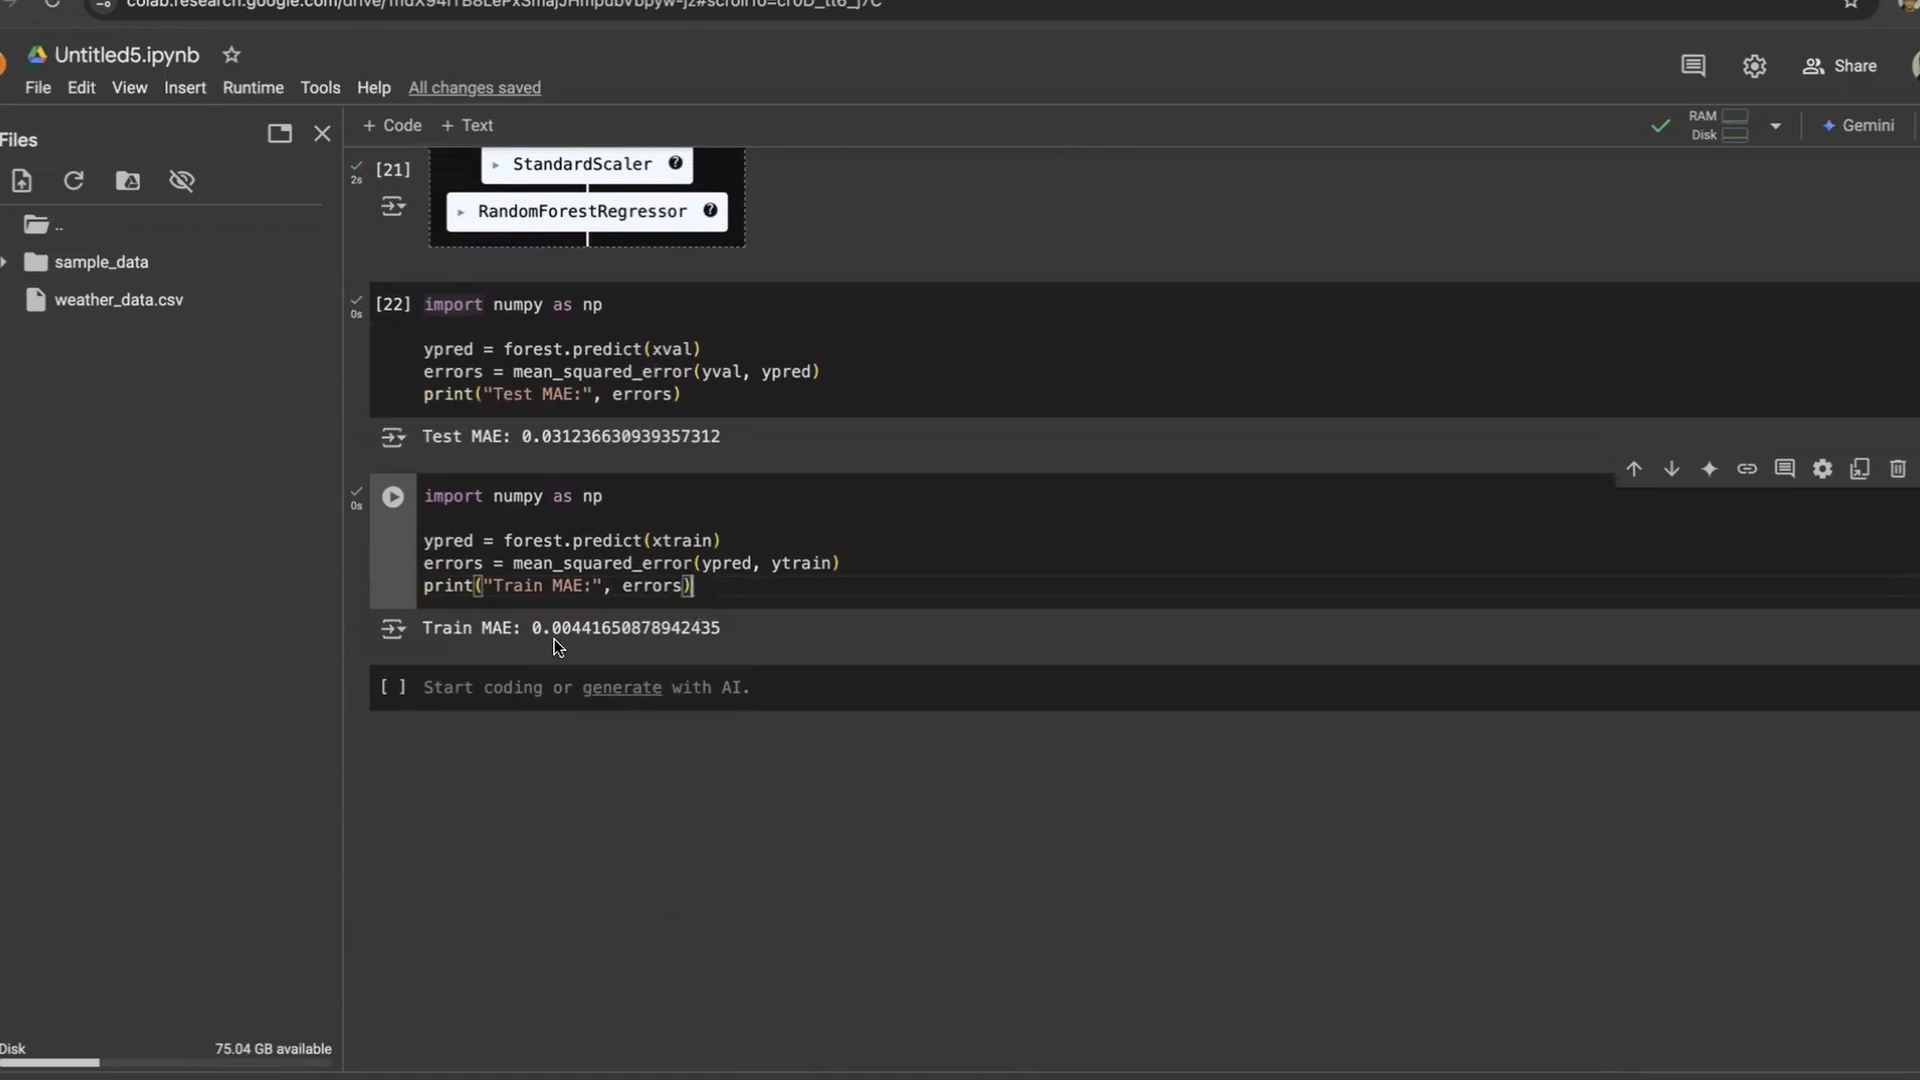 Untitled5.ipynb
File Edit View Insert Runtime Tools Help All changes saved
Share
Files
+ Code + Text
RAM
Disk
Gemini
..
sample_data
weather_data.csv
2s
[21]
StandardScaler
RandomForestRegressor
0s
[22] import numpy as np
ypred = forest.predict(xval)
errors = mean_squared_error(yval, ypred)
print("Test MAE:", errors)
Test MAE: 0.031236630939357312
0s
import numpy as np
ypred = forest.predict(xtrain)
errors = mean_squared_error(ypred, ytrain)
print("Train MAE:", errors)
Train MAE: 0.00441650878942435
[ ] Start coding or generate with AI.
Disk 75.04 GB available